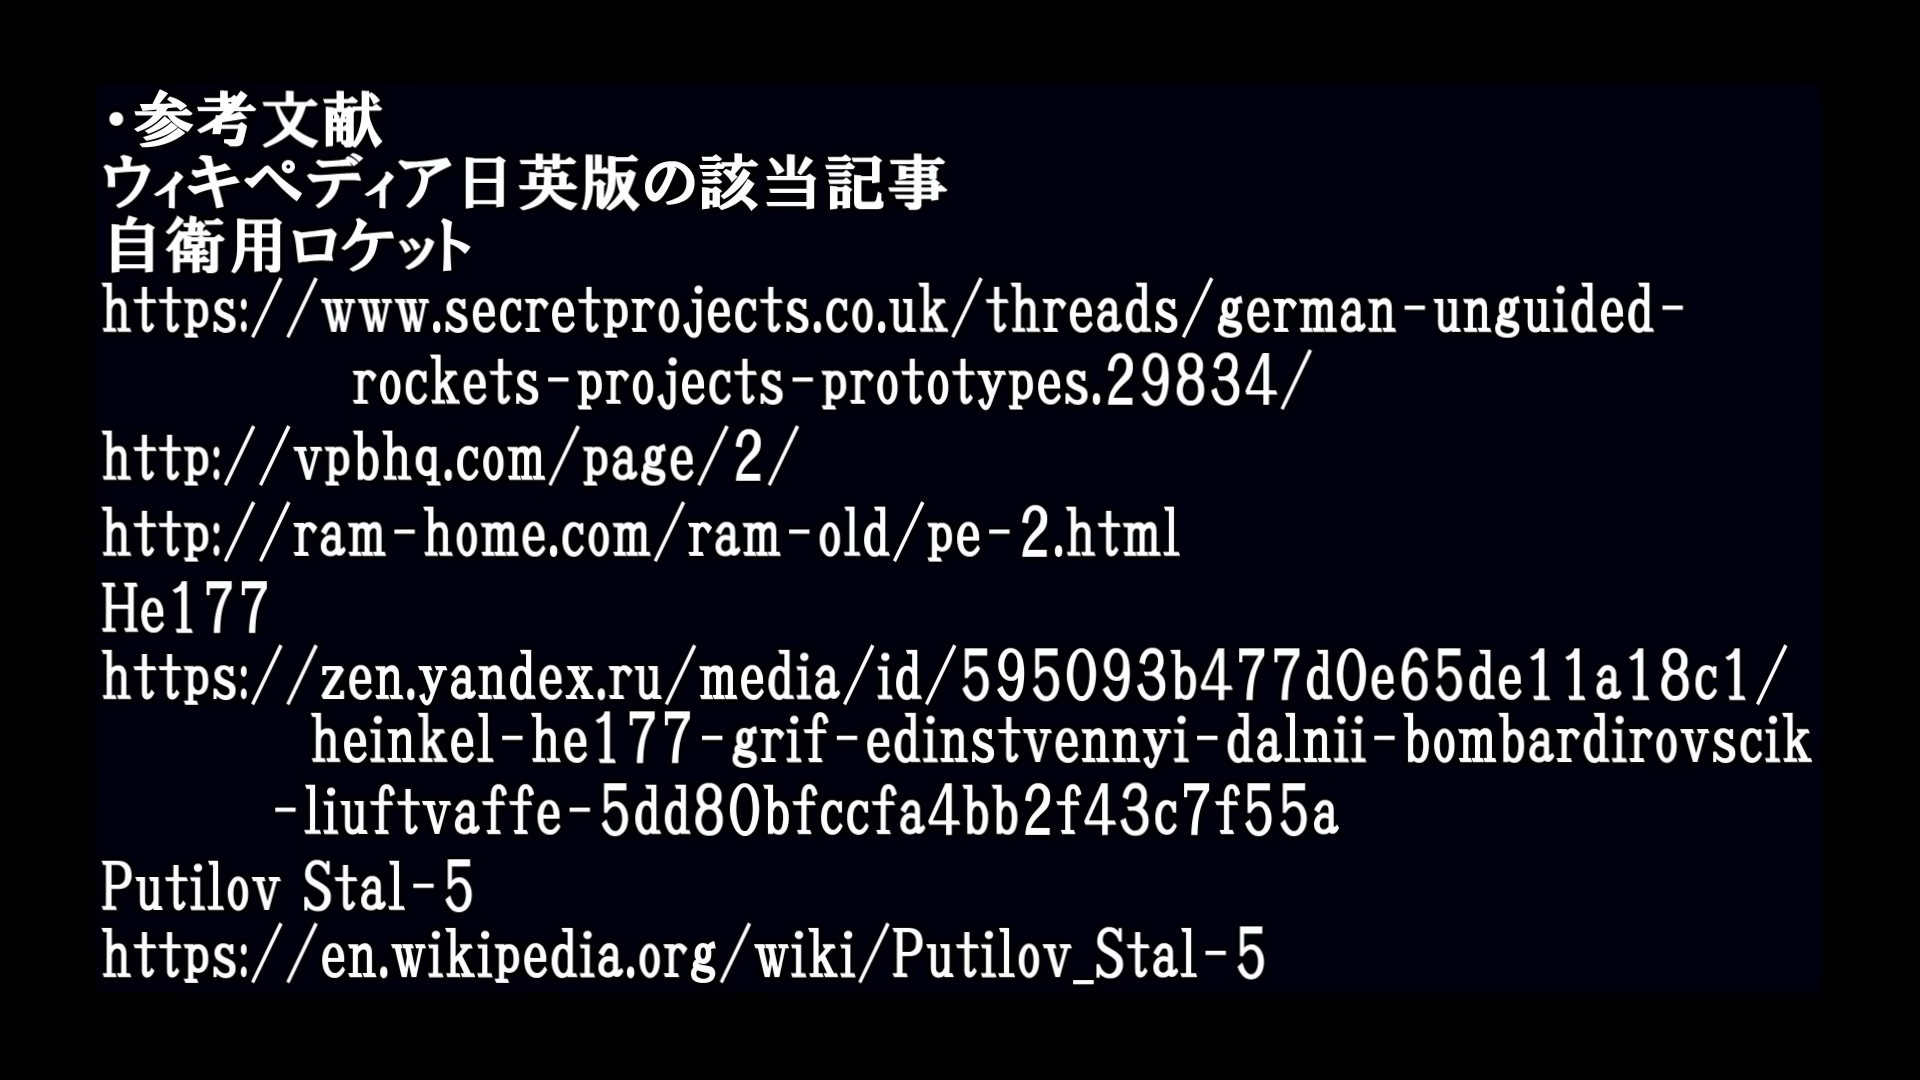 ・参考文献
ウィキペディア日英版の該当記事
自衛用ロケット
https://www.secretprojects.co.uk/threads/german-unguided-
rockets-projects-prototypes.29834/
http://vpbhq.com/page/2/
http://ram-home.com/ram-old/pe-2.html
He177
https://zen.yandex.ru/media/id/595093b477d0e65de11a18c1/
heinkel-he177-grif-edinstvennyi-dalnii-bombardirovscik
-liuftvaffe-5dd80bfccfa4bb2f43c7f55a
Putilov Stal-5
https://en.wikipedia.org/wiki/Putilov_Stal-5